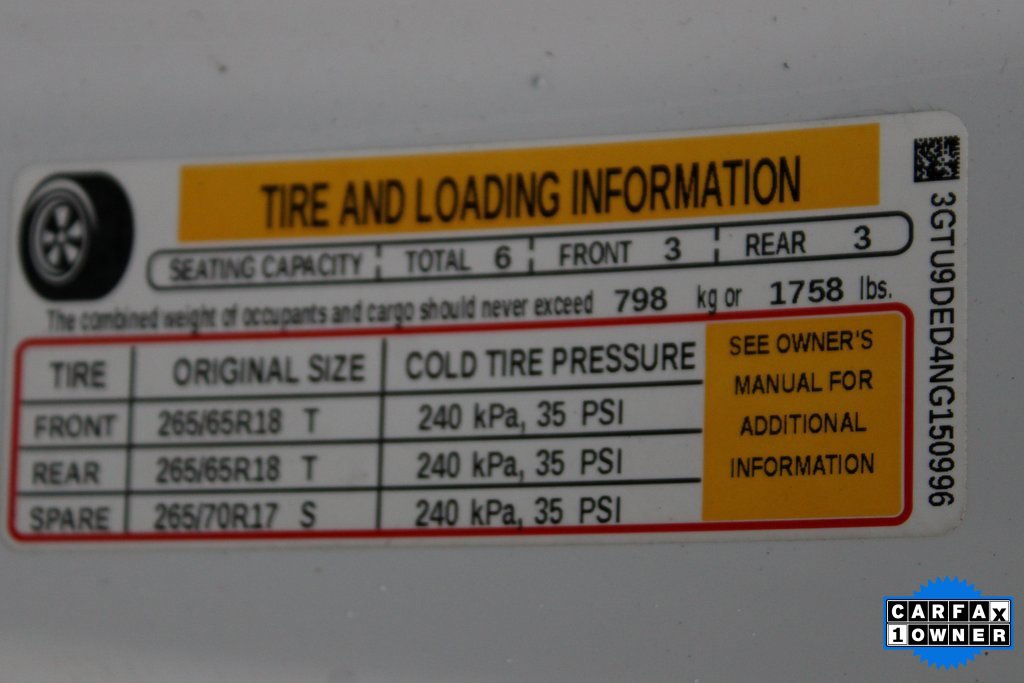 TIRE AND LOADING INFORMATION
SEATING CAPACITY TOTAL 6 FRONT 3 REAR 3
The combined weight of occupants and cargo should never exceed 798 kg or 1758 lbs.
TIRE ORIGINAL SIZE COLD TIRE PRESSURE
FRONT 265/65R18 T 240 kPa, 35 PSI
REAR 265/65R18 T 240 kPa, 35 PSI
SPARE 265/70R17 S 240 kPa, 35 PSI
SEE OWNER'S
MANUAL FOR
ADDITIONAL
INFORMATION
3GTU9DED4NG150996
CARFAX
1 OWNER